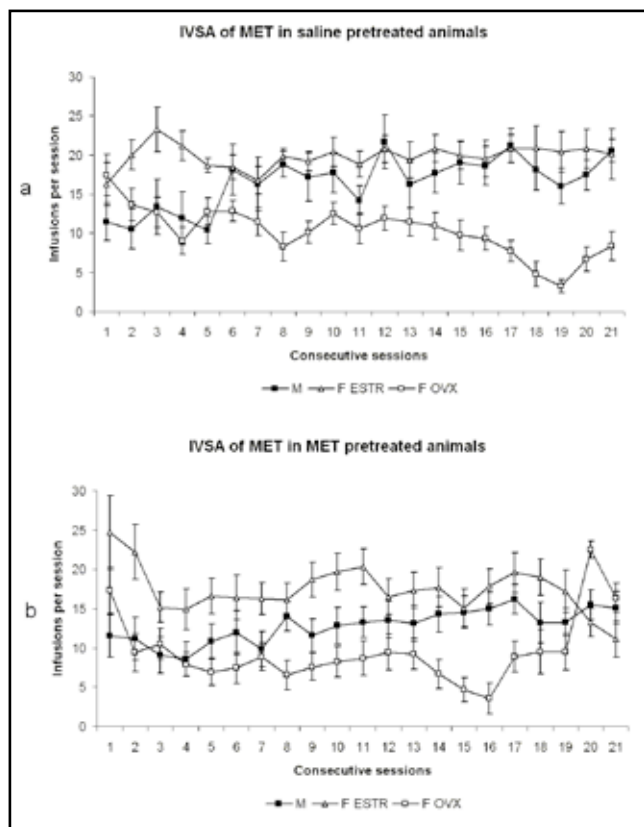 IVSA of MET in saline pretreated animals
a
Infusions per session
30
25
20
15
10
5
0
1 2 3 4 5 6 7 8 9 10 11 12 13 14 15 16 17 18 19 20 21
Consecutive sessions
M F ESTR F OVX
IVSA of MET in MET pretreated animals
b
Infusions per session
30
25
20
15
10
5
0
1 2 3 4 5 6 7 8 9 10 11 12 13 14 15 16 17 18 19 20 21
Consecutive sessions
M F ESTR F OVX